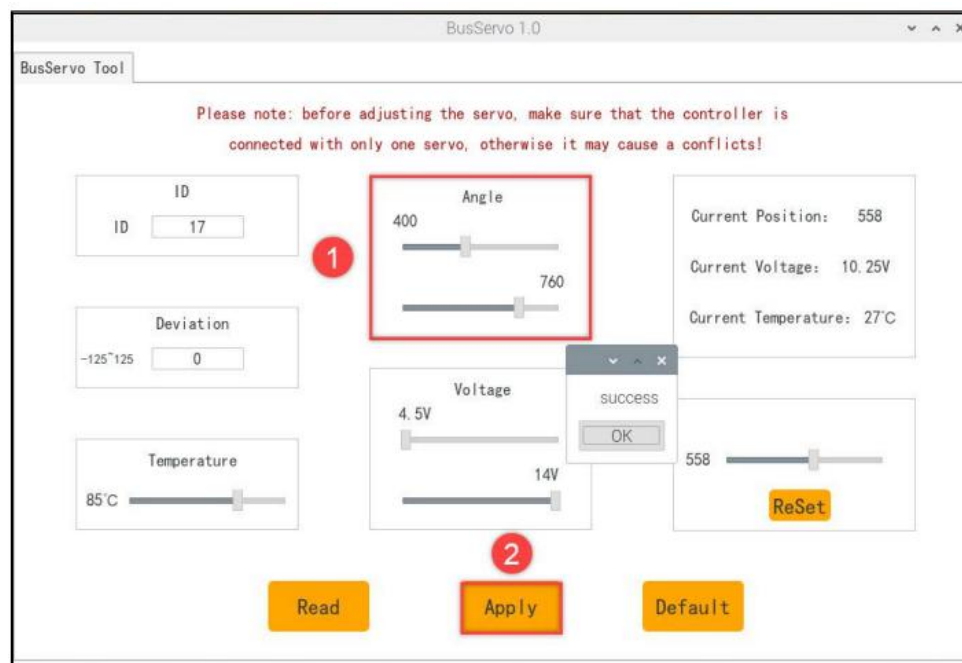 BusServo 1.0
BusServo Tool
Please note: before adjusting the servo, make sure that the controller is
connected with only one servo, otherwise it may cause a conflicts!
ID
ID 17
1
Angle
400
760
Current Position: 558
Current Voltage: 10.25V
Current Temperature: 27℃
Deviation
-125~125 0
Voltage
4.5V
14V
success
OK
Temperature
85℃
558
ReSet
2
Read
Apply
Default